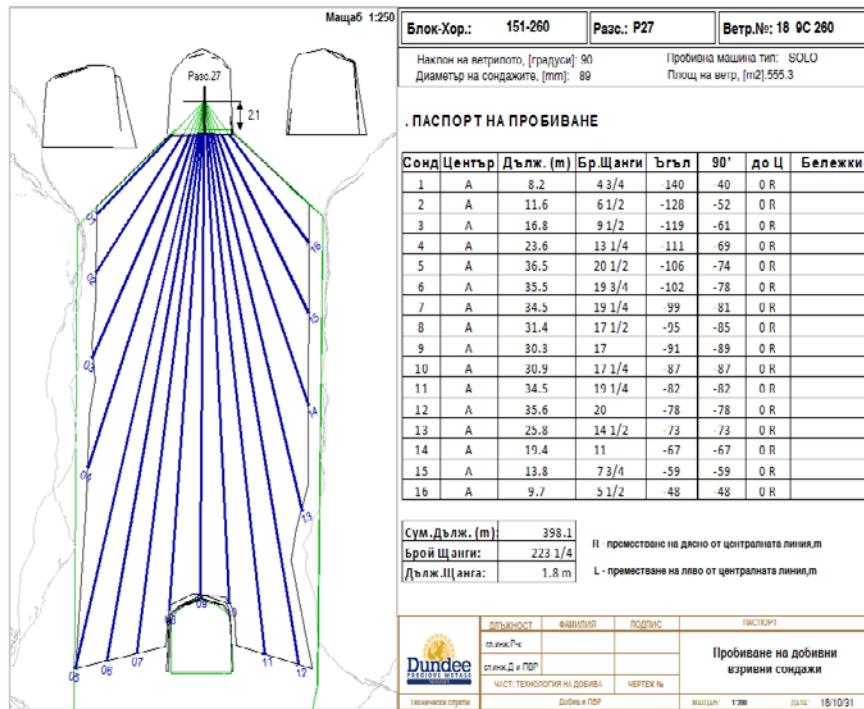 Мащаб 1:250
Разс.27
2.1
01
16
02
15
03
14
04
13
05
06
07
08
09
10
11
12
Блок-Хор.: 151-260 Разс.: P27 Ветр.№: 18 9C 260
Наклон на ветрилото, [градуси]: 90 Пробивна машина тип: SOLO
Диаметър на сондажите, [mm]: 89 Площ на ветр, [m2].555.3
. ПАСПОРТ НА ПРОБИВАНЕ
Сонд Център Дълж. (m) Бр.Щанги Ъгъл 90' до Ц Бележки
1 A 8.2 4 3/4 -140 -40 0 R
2 A 11.6 6 1/2 -128 -52 0 R
3 A 16.8 9 1/2 -119 -61 0 R
4 A 23.6 13 1/4 -111 -69 0 R
5 A 36.5 20 1/2 -106 -74 0 R
6 A 35.5 19 3/4 -102 -78 0 R
7 A 34.5 19 1/4 -99 -81 0 R
8 A 31.4 17 1/2 -95 -85 0 R
9 A 30.3 17 -91 -89 0 R
10 A 30.9 17 1/4 -87 -87 0 R
11 A 34.5 19 1/4 -82 -82 0 R
12 A 35.6 20 -78 -78 0 R
13 A 25.8 14 1/2 -73 -73 0 R
14 A 19.4 11 -67 -67 0 R
15 A 13.8 7 3/4 -59 -59 0 R
16 A 9.7 5 1/2 -48 -48 0 R
Сум.Дълж. (m): 398.1
Брой Щанги: 223 1/4
Дълж.Щанга: 1.8 m
R - преместване на дясно от централната линия,m
L - преместване на ляво от централната линия,m
ДЛЪЖНОСТ ФАМИЛИЯ ПОДПИС ПАСПОРТ
гл.инж.Р-к
ст.инж.Д и ПВР
Пробиване на добивни
взривни сондажи
Dundee
PRECIOUS METALS
ЧАСТ: ТЕХНОЛОГИЯ НА ДОБИВА ЧЕРТЕЖ №
Добив и ПВР МАЩАБ: ДАТА: 18/10/31